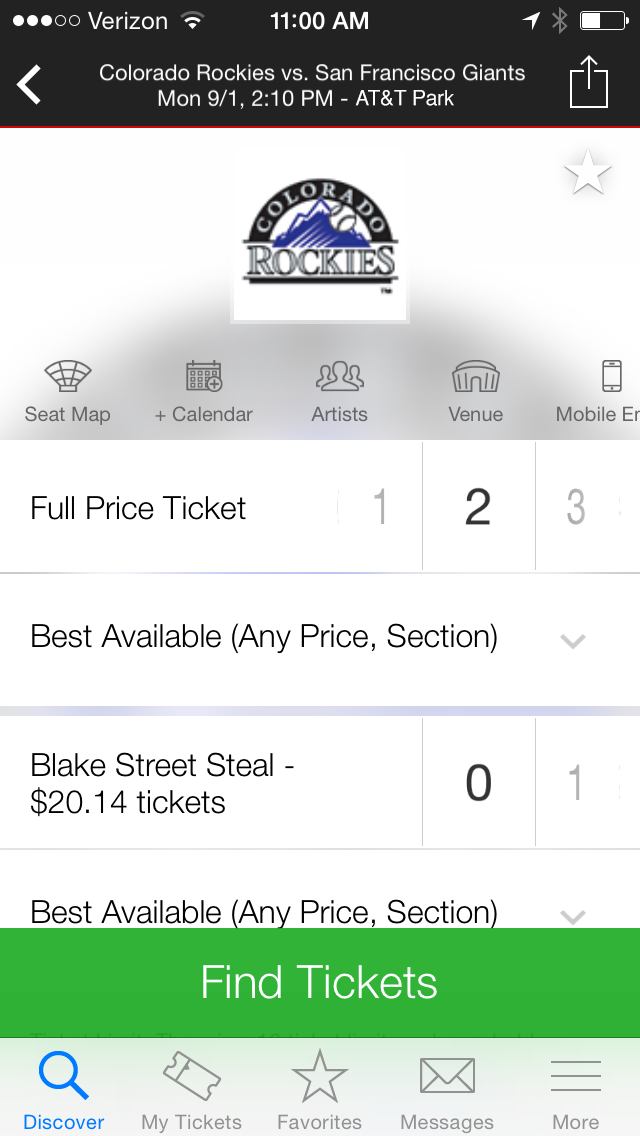 Verizon 11:00 AM
Colorado Rockies vs. San Francisco Giants
Mon 9/1, 2:10 PM - AT&T Park
COLORADO
ROCKIES
Seat Map + Calendar Artists Venue Mobile
Full Price Ticket 1 2 3
Best Available (Any Price, Section)
Blake Street Steal -
$20.14 tickets
0 1
Best Available (Any Price, Section)
Find Tickets
Discover My Tickets Favorites Messages More